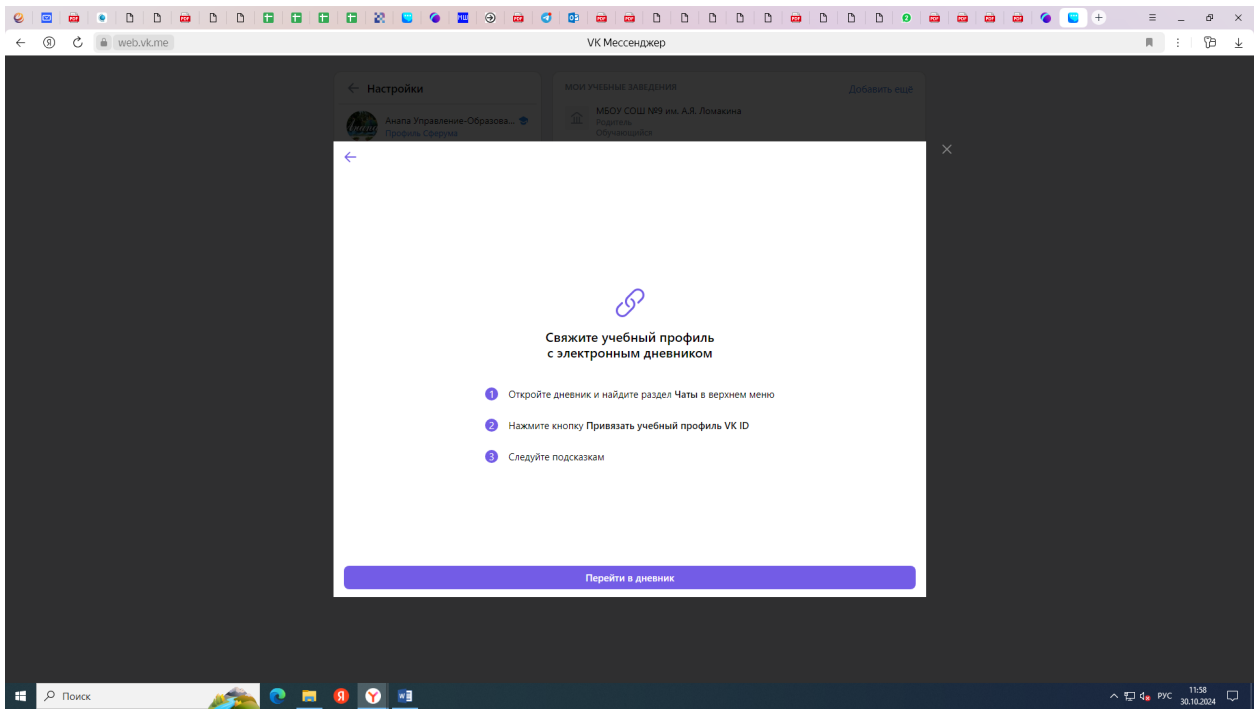 web.vk.me
VK Мессенджер
Настройки
МОИ УЧЕБНЫЕ ЗАВЕДЕНИЯ
Добавить ещё
Анапа Управление-Образова...
Профиль Сферума
МБОУ СОШ №9 им. А.Я. Ломакина
Родитель
Обучающийся
Свяжите учебный профиль
с электронным дневником
1 Откройте дневник и найдите раздел Чаты в верхнем меню
2 Нажмите кнопку Привязать учебный профиль VK ID
3 Следуйте подсказкам
Перейти в дневник
Поиск
РУС
11:58
30.10.2024